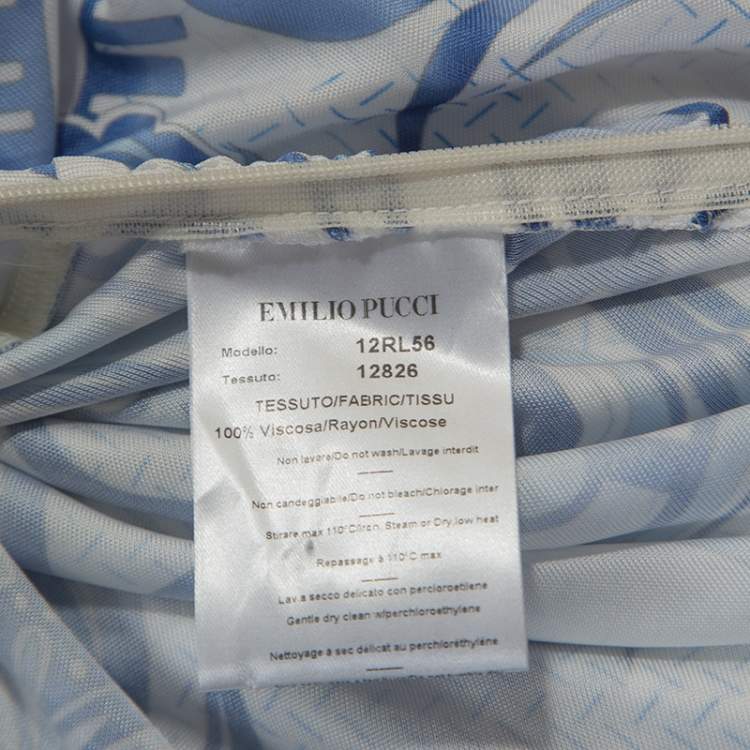 EMILIO PUCCI
Modello: 12RL56
Tessuto: 12826
TESSUTO/FABRIC/TISSU
100% Viscosa/Rayon/Viscose
Non lavare/Do not wash/Lavage interdit
Non candeggiabile/Do not bleach/Chlorage inter
Stirare max 110°C/Iron, Steam or Dry, low heat
Repassage à 110°C max
Lava secco delicato con percloroetilene
Gentle dry clean w/perchloroethylene
Nettoyage à sec délicat au perchloréthylène